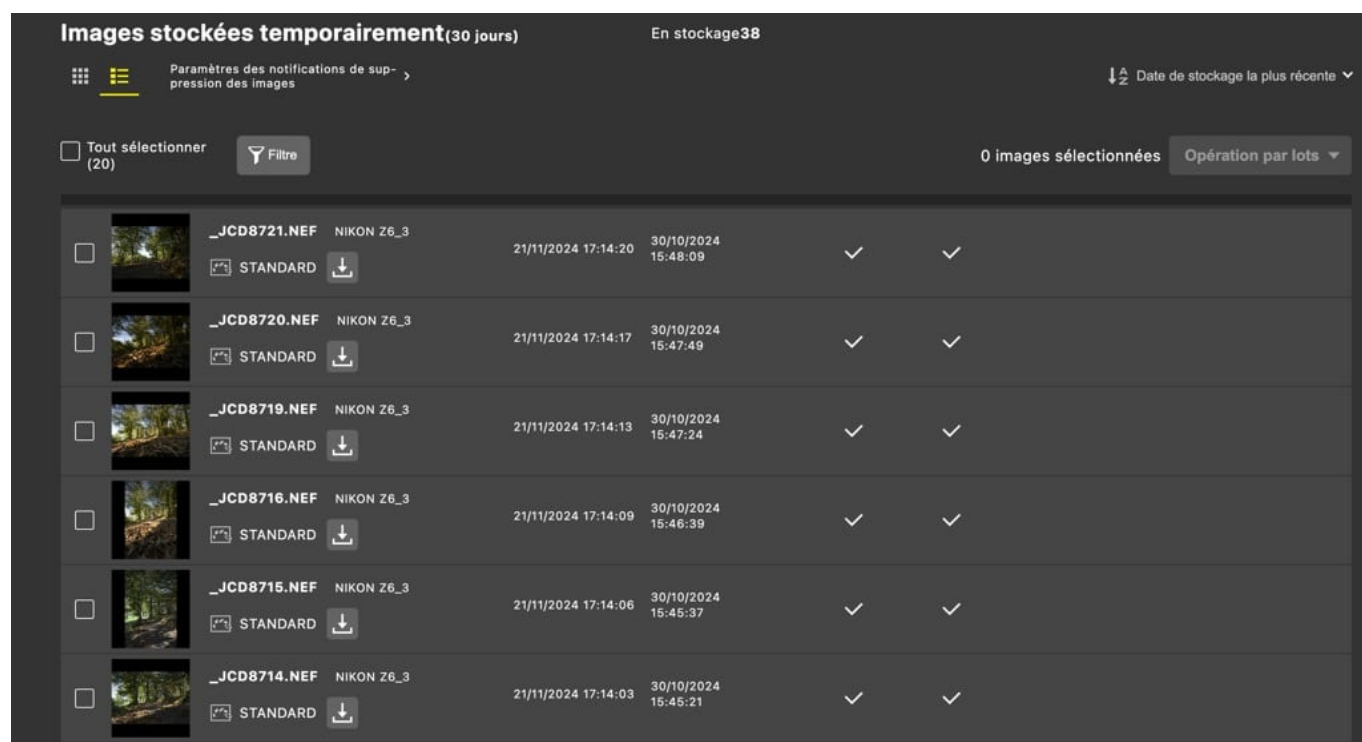 Images stockées temporairement(30 jours)
En stockage38
Paramètres des notifications de sup-
pression des images
Date de stockage la plus récente
Tout sélectionner
(20)
Filtre
0 images sélectionnées
Opération par lots
_JCD8721.NEF NIKON Z6_3
STANDARD
21/11/2024 17:14:20
30/10/2024
15:48:09
_JCD8720.NEF NIKON Z6_3
STANDARD
21/11/2024 17:14:17
30/10/2024
15:47:49
_JCD8719.NEF NIKON Z6_3
STANDARD
21/11/2024 17:14:13
30/10/2024
15:47:24
_JCD8716.NEF NIKON Z6_3
STANDARD
21/11/2024 17:14:09
30/10/2024
15:46:39
_JCD8715.NEF NIKON Z6_3
STANDARD
21/11/2024 17:14:06
30/10/2024
15:45:37
_JCD8714.NEF NIKON Z6_3
STANDARD
21/11/2024 17:14:03
30/10/2024
15:45:21